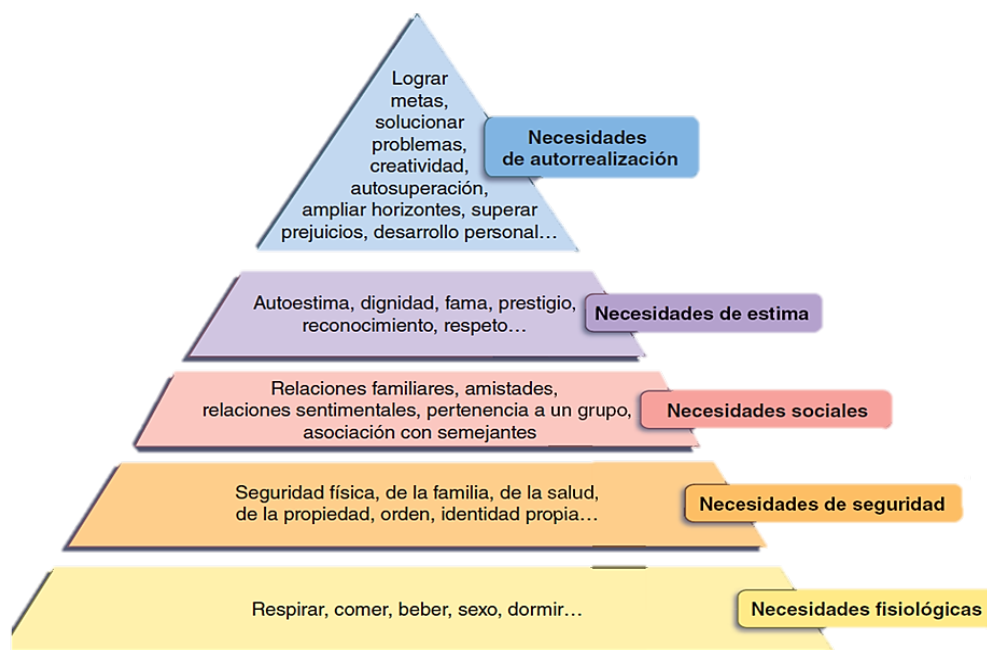 Lograr
metas,
solucionar
problemas,
creatividad,
autosuperación,
ampliar horizontes, superar
prejuicios, desarrollo personal…
Necesidades
de autorrealización
Autoestima, dignidad, fama, prestigio,
reconocimiento, respeto…
Necesidades de estima
Relaciones familiares, amistades,
relaciones sentimentales, pertenencia a un grupo,
asociación con semejantes
Necesidades sociales
Seguridad física, de la familia, de la salud,
de la propiedad, orden, identidad propia…
Necesidades de seguridad
Respirar, comer, beber, sexo, dormir…
Necesidades fisiológicas